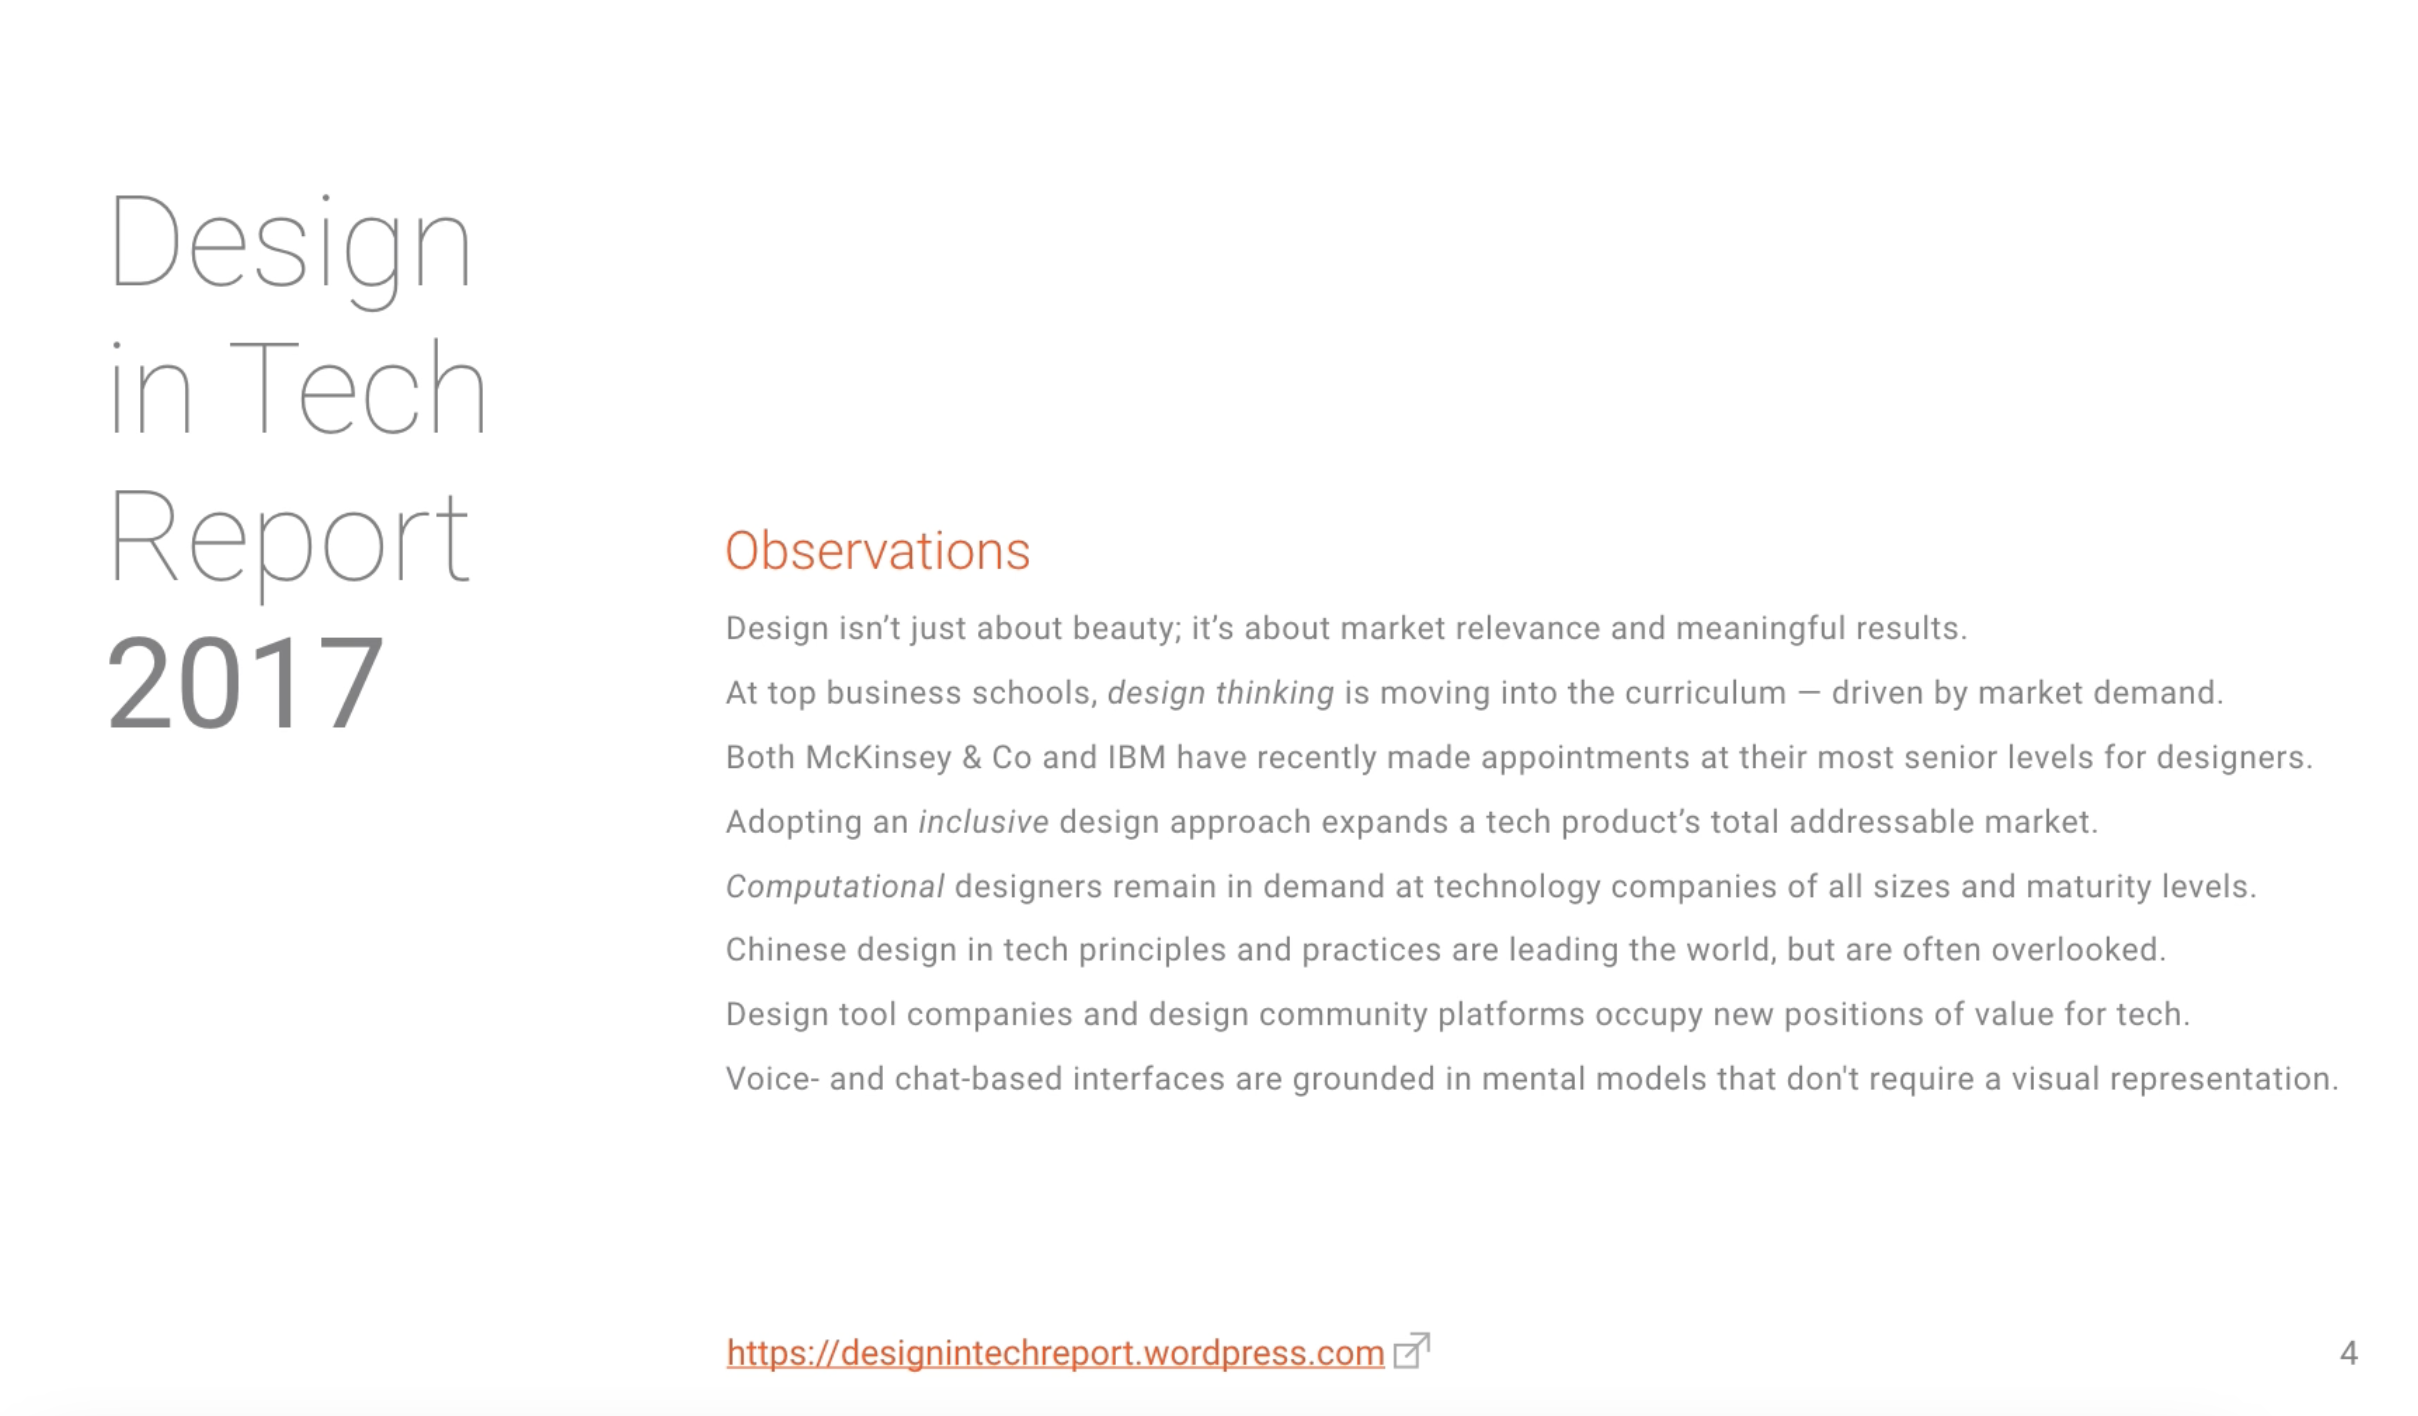 Design
in Tech
Report
2017
Observations
Design isn’t just about beauty; it’s about market relevance and meaningful results.
At top business schools, design thinking is moving into the curriculum — driven by market demand.
Both McKinsey & Co and IBM have recently made appointments at their most senior levels for designers.
Adopting an inclusive design approach expands a tech product’s total addressable market.
Computational designers remain in demand at technology companies of all sizes and maturity levels.
Chinese design in tech principles and practices are leading the world, but are often overlooked.
Design tool companies and design community platforms occupy new positions of value for tech.
Voice- and chat-based interfaces are grounded in mental models that don't require a visual representation.
https://designintechreport.wordpress.com
4